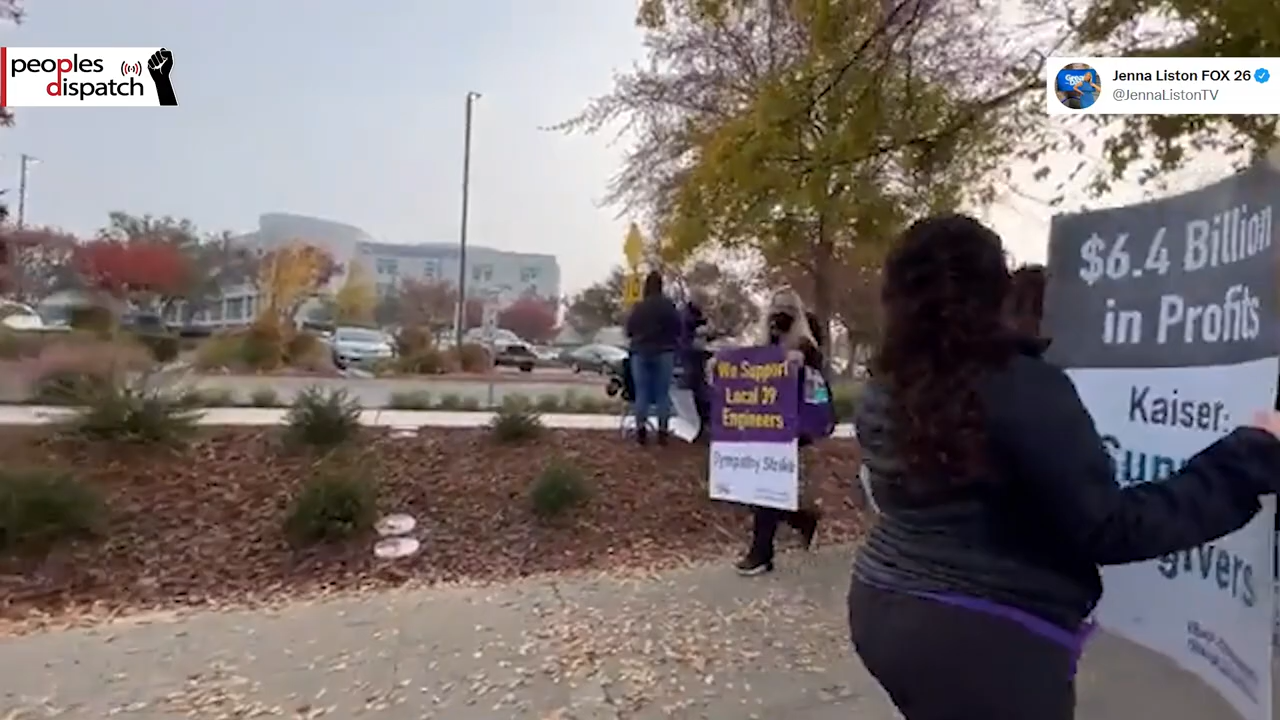 peoples
dispatch
Jenna Liston FOX 26
@JennaListonTV
We Support
Local 39
Engineers
Sympathy Strike
$6.4 Billion
in Profits
Kaiser: